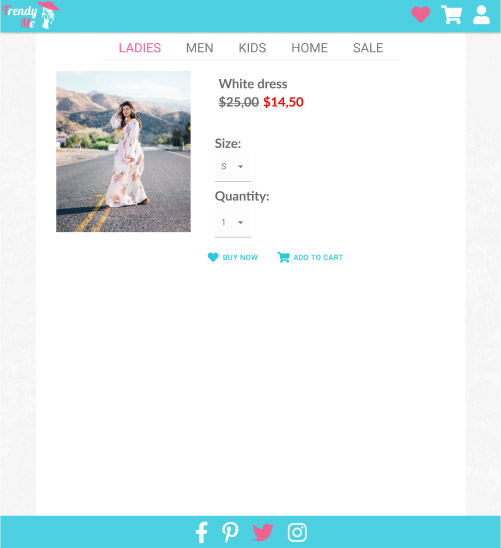 Trendy
Me
LADIES MEN KIDS HOME SALE
White dress
$25,00 $14,50
Size:
S
Quantity:
1
BUY NOW ADD TO CART